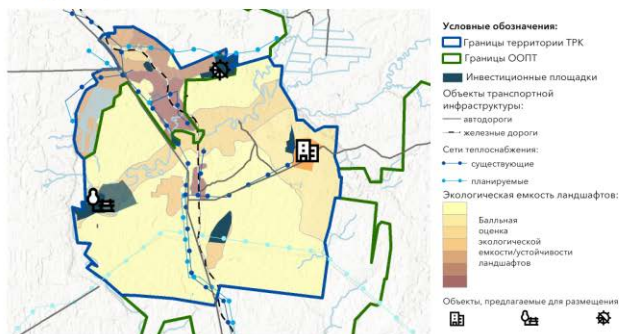 Условные обозначения:
Границы территории ТРК
Границы ООПТ
Инвестиционные площадки
Объекты транспортной
инфраструктуры:
автодороги
железные дороги
Сети теплоснабжения:
существующие
планируемые
Экологическая емкость ландшафтов:
Балльная
оценка
экологической
емкости/устойчивости
ландшафтов
Объекты, предлагаемые для размещения